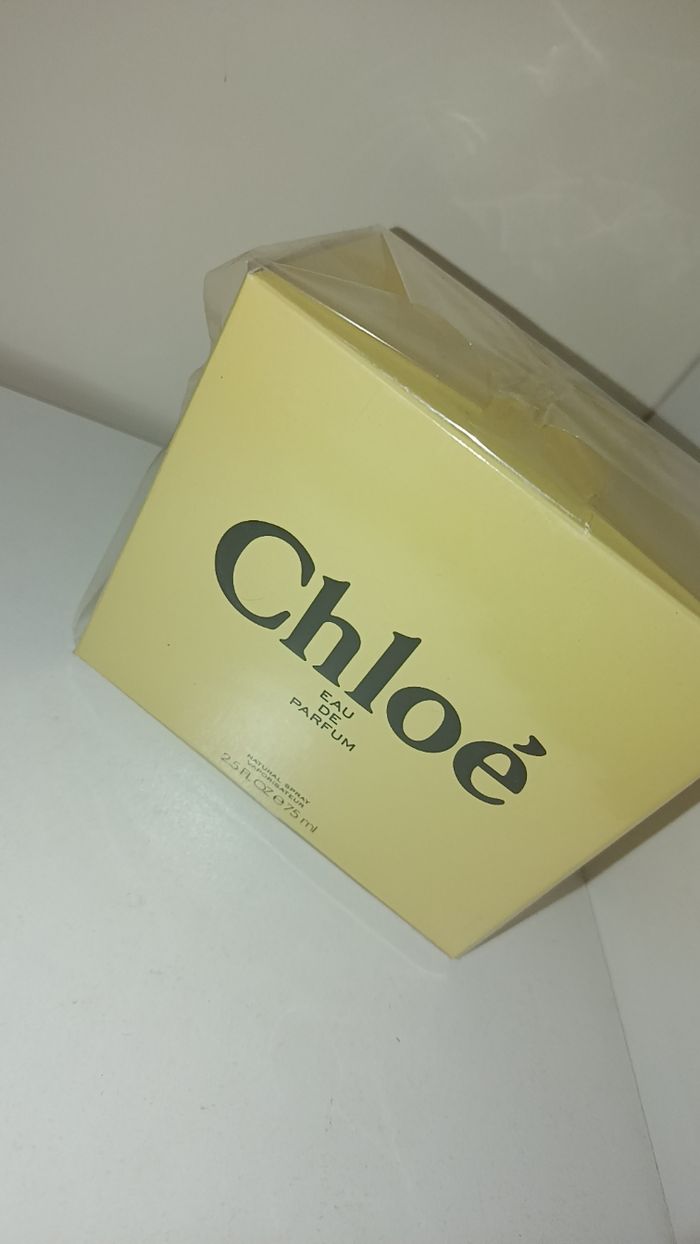 Chloé
EAU
DE
PARFUM
NATURAL SPRAY
VAPORISATEUR
2.5 FL.OZ e 75 ml